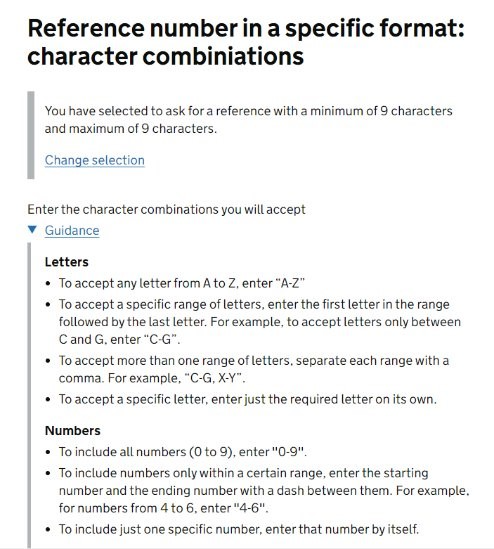 Reference number in a specific format:
character combiniations
You have selected to ask for a reference with a minimum of 9 characters
and maximum of 9 characters.
Change selection
Enter the character combinations you will accept
▼ Guidance
Letters
• To accept any letter from A to Z, enter “A-Z”
• To accept a specific range of letters, enter the first letter in the range
followed by the last letter. For example, to accept letters only between
C and G, enter “C-G”.
• To accept more than one range of letters, separate each range with a
comma. For example, “C-G, X-Y”.
• To accept a specific letter, enter just the required letter on its own.
Numbers
• To include all numbers (0 to 9), enter "0-9".
• To include numbers only within a certain range, enter the starting
number and the ending number with a dash between them. For example,
for numbers from 4 to 6, enter "4-6".
• To include just one specific number, enter that number by itself.